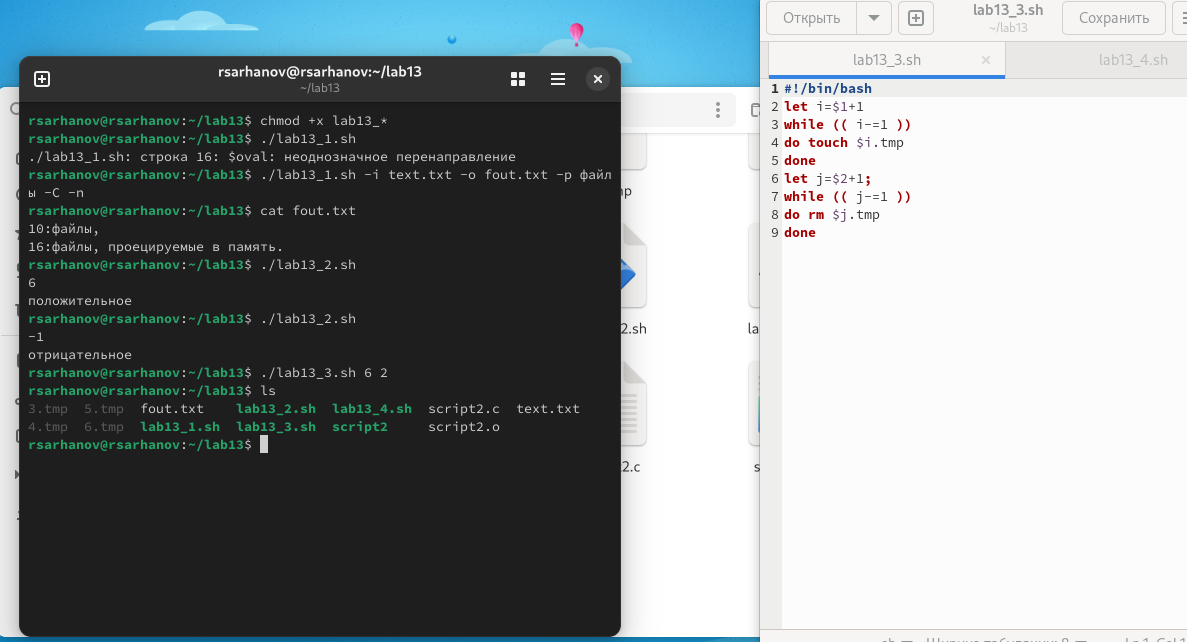 rsarhanov@rsarhanov:~/lab13
~/lab13
rsarhanov@rsarhanov:~/lab13$ chmod +x lab13_*
rsarhanov@rsarhanov:~/lab13$ ./lab13_1.sh
./lab13_1.sh: строка 16: $oval: неоднозначное перенаправление
rsarhanov@rsarhanov:~/lab13$ ./lab13_1.sh -i text.txt -o fout.txt -p файл
ы -C -n
rsarhanov@rsarhanov:~/lab13$ cat fout.txt
10:файлы,
16:файлы, проецируемые в память.
rsarhanov@rsarhanov:~/lab13$ ./lab13_2.sh
6
положительное
rsarhanov@rsarhanov:~/lab13$ ./lab13_2.sh
-1
отрицательное
rsarhanov@rsarhanov:~/lab13$ ./lab13_3.sh 6 2
rsarhanov@rsarhanov:~/lab13$ ls
3.tmp 5.tmp fout.txt lab13_2.sh lab13_4.sh script2.c text.txt
4.tmp 6.tmp lab13_1.sh lab13_3.sh script2 script2.o
rsarhanov@rsarhanov:~/lab13$
2.sh
Открыть
lab13_3.sh
~/lab13
Сохранить
lab13_3.sh
lab13_4.sh
1 #!/bin/bash
2 let i=$1+1
3 while (( i-=1 ))
4 do touch $i.tmp
5 done
6 let j=$2+1;
7 while (( j-=1 ))
8 do rm $j.tmp
9 done